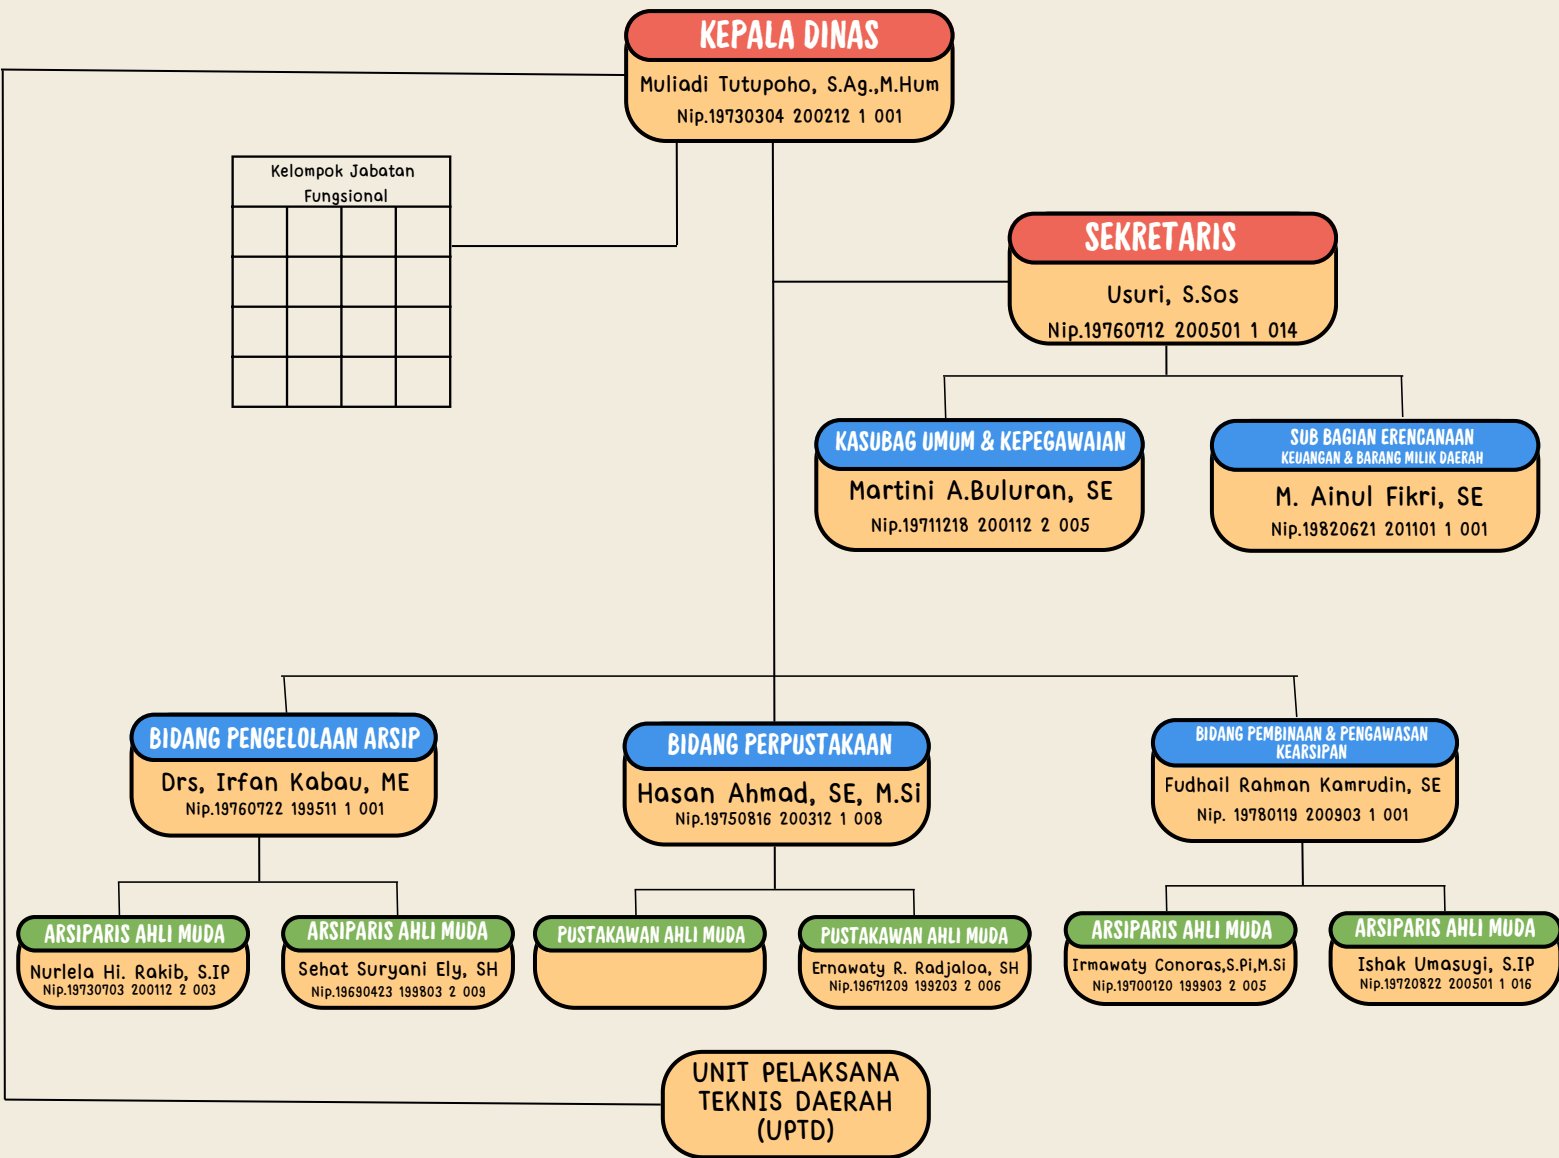 KEPALA DINAS
Muliadi Tutupoho, S.Ag.,M.Hum
Nip.19730304 200212 1 001
Kelompok Jabatan
Fungsional
SEKRETARIS
Usuri, S.Sos
Nip.19760712 200501 1 014
KASUBAG UMUM & KEPEGAWAIAN
Martini A.Buluran, SE
Nip.19711218 200112 2 005
SUB BAGIAN ERENCANAAN
KEUANGAN & BARANG MILIK DAERAH
M. Ainul Fikri, SE
Nip.19820621 201101 1 001
BIDANG PENGELOLAAN ARSIP
Drs, Irfan Kabau, ME
Nip.19760722 199511 1 001
BIDANG PERPUSTAKAAN
Hasan Ahmad, SE, M.Si
Nip.19750816 200312 1 008
BIDANG PEMBINAAN & PENGAWASAN
KEARSIPAN
Fudhail Rahman Kamrudin, SE
Nip. 19780119 200903 1 001
ARSIPARIS AHLI MUDA
Nurlela Hi. Rakib, S.IP
Nip.19730703 200112 2 003
ARSIPARIS AHLI MUDA
Sehat Suryani Ely, SH
Nip.19690423 199803 2 009
PUSTAKAWAN AHLI MUDA
PUSTAKAWAN AHLI MUDA
Ernawaty R. Radjaloa, SH
Nip.19671209 199203 2 006
ARSIPARIS AHLI MUDA
Irmawaty Conoras,S.Pi,M.Si
Nip.19700120 199903 2 005
ARSIPARIS AHLI MUDA
Ishak Umasugi, S.IP
Nip.19720822 200501 1 016
UNIT PELAKSANA
TEKNIS DAERAH
(UPTD)